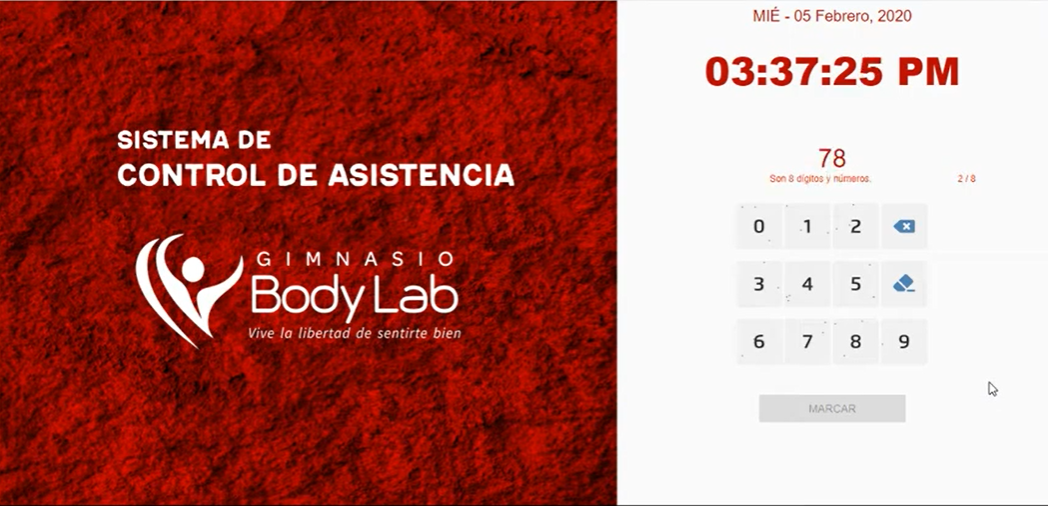 SISTEMA DE
CONTROL DE ASISTENCIA
GIMNASIO
Body Lab
Vive la libertad de sentirte bien
MIÉ - 05 Febrero, 2020
03:37:25 PM
78
Son 8 dígitos y números.
2 / 8
0 1 2
3 4 5
6 7 8 9
MARCAR